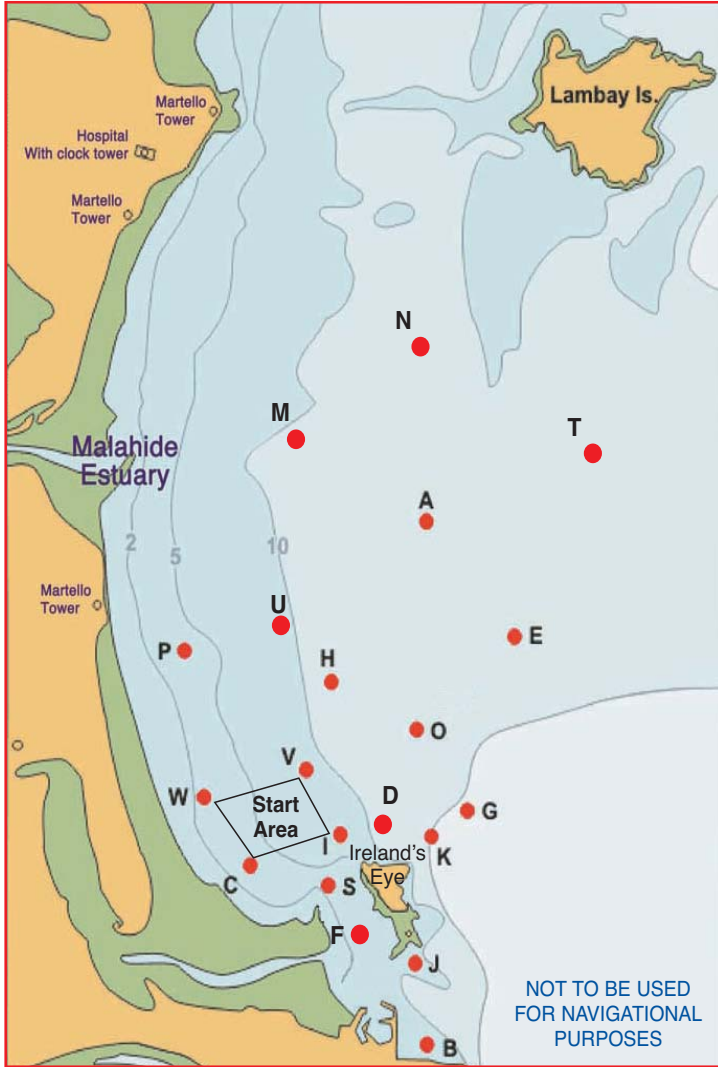 Lambay Is.
Martello
Tower
Hospital
With clock tower
Martello
Tower
N
M
T
Malahide
Estuary
A
2
5
10
Martello
Tower
U
E
P
H
O
V
D
W
Start
Area
G
I
K
Ireland's
Eye
C
S
F
J
NOT TO BE USED
FOR NAVIGATIONAL
PURPOSES
B